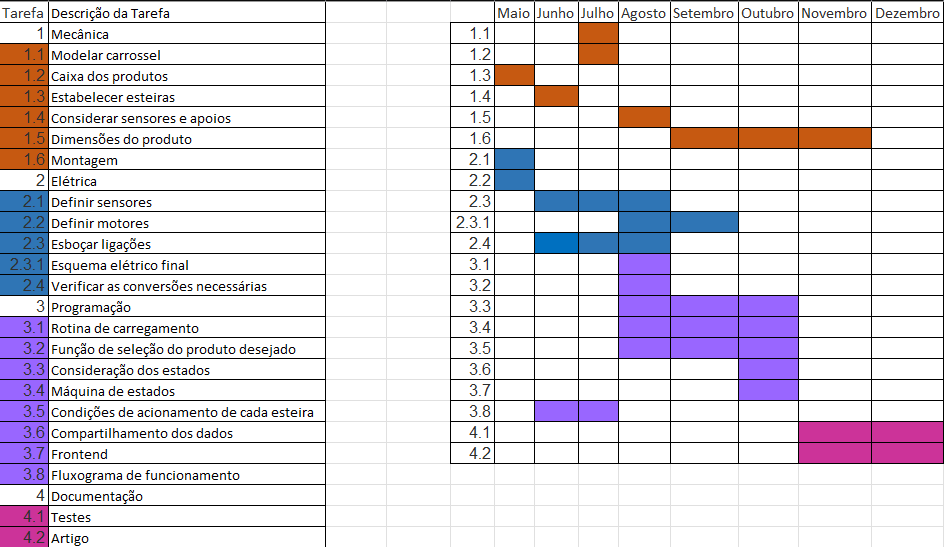 Tarefa Descrição da Tarefa
1 Mecânica
1.1 Modelar carrossel
1.2 Caixa dos produtos
1.3 Estabelecer esteiras
1.4 Considerar sensores e apoios
1.5 Dimensões do produto
1.6 Montagem
2 Elétrica
2.1 Definir sensores
2.2 Definir motores
2.3 Esboçar ligações
2.3.1 Esquema elétrico final
2.4 Verificar as conversões necessárias
3 Programação
3.1 Rotina de carregamento
3.2 Função de seleção do produto desejado
3.3 Consideração dos estados
3.4 Máquina de estados
3.5 Condições de acionamento de cada esteira
3.6 Compartilhamento dos dados
3.7 Frontend
3.8 Fluxograma de funcionamento
4 Documentação
4.1 Testes
4.2 Artigo
Maio Junho Julho Agosto Setembro Outubro Novembro Dezembro
1.1
1.2
1.3
1.4
1.5
1.6
2.1
2.2
2.3
2.3.1
2.4
3.1
3.2
3.3
3.4
3.5
3.6
3.7
3.8
4.1
4.2